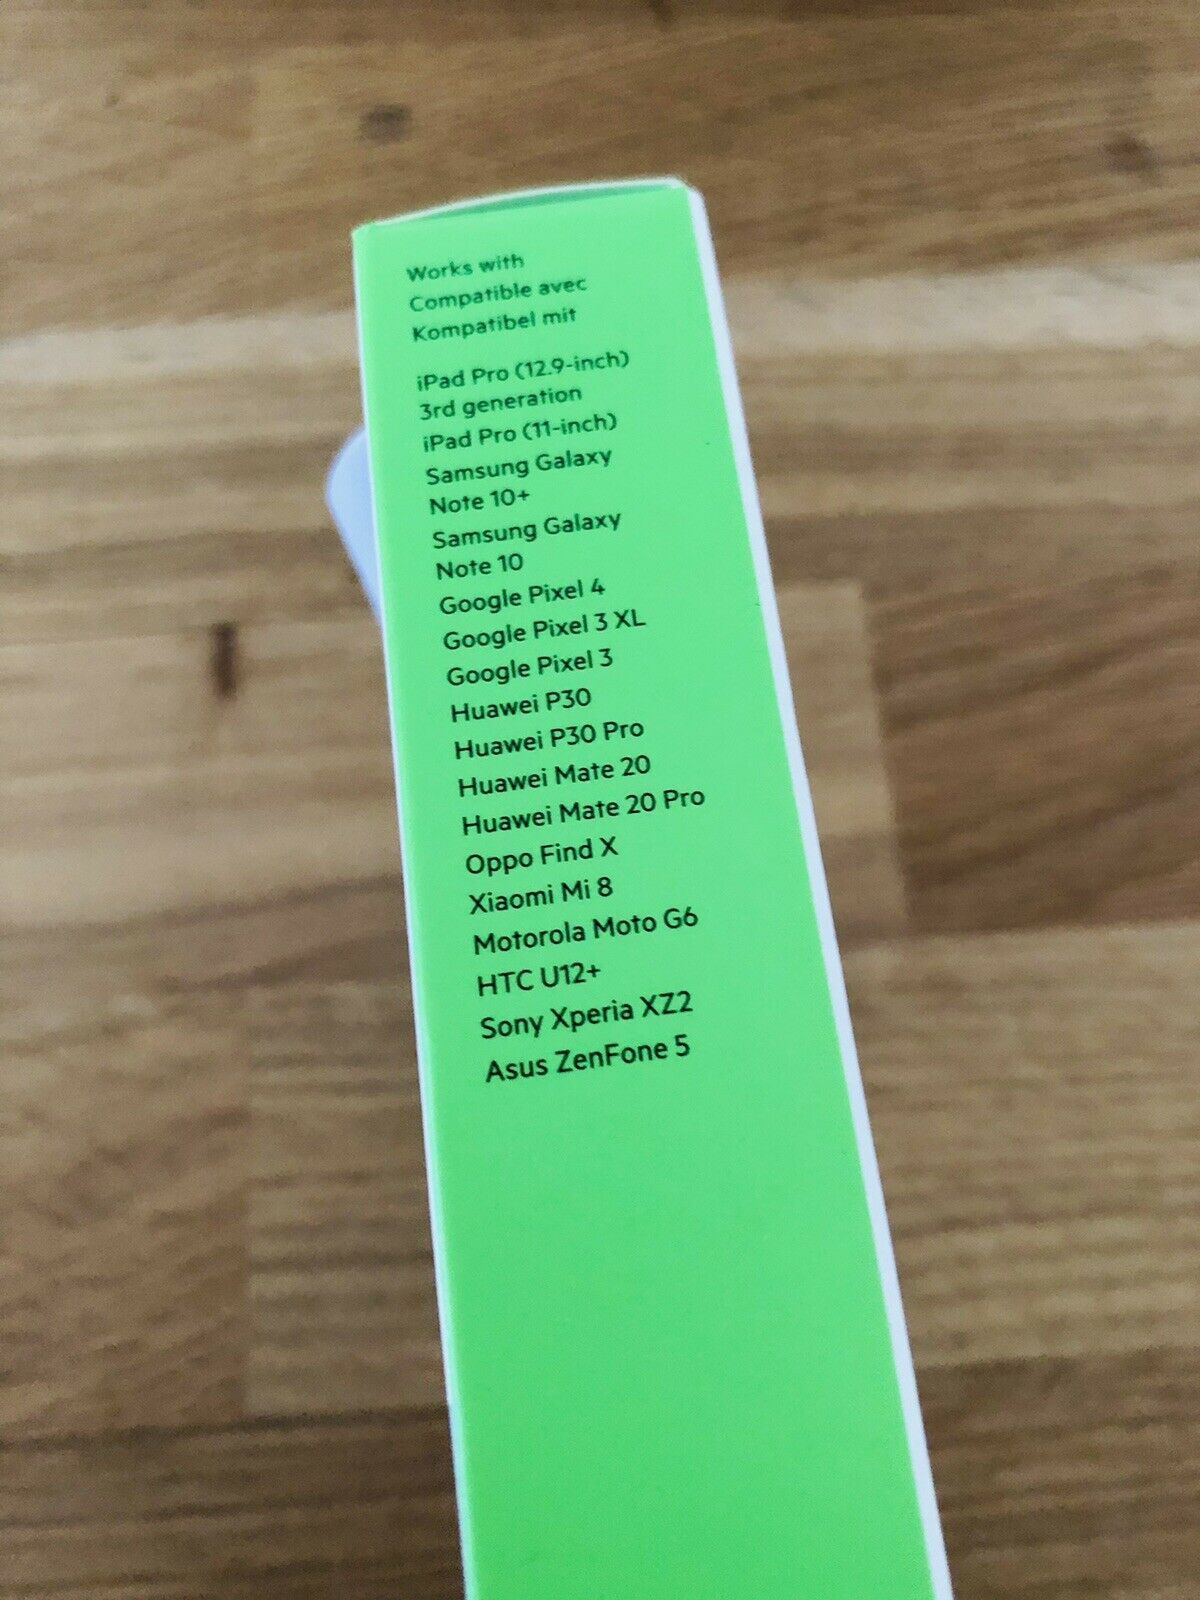 Works with
Compatible avec
Kompatibel mit
iPad Pro (12.9-inch)
3rd generation
iPad Pro (11-inch)
Samsung Galaxy
Note 10+
Samsung Galaxy
Note 10
Google Pixel 4
Google Pixel 3 XL
Google Pixel 3
Huawei P30
Huawei P30 Pro
Huawei Mate 20
Huawei Mate 20 Pro
Oppo Find X
Xiaomi Mi 8
Motorola Moto G6
HTC U12+
Sony Xperia XZ2
Asus ZenFone 5